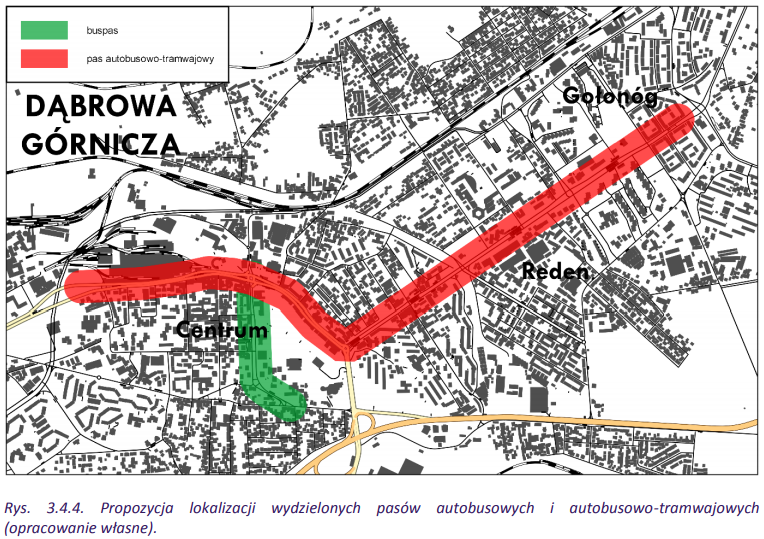 buspas
pas autobusowo-tramwajowy
DĄBROWA
GÓRNICZA
Gołonóg
Reden
Centrum
Rys. 3.4.4. Propozycja lokalizacji wydzielonych pasów autobusowych i autobusowo-tramwajowych
(opracowanie własne).